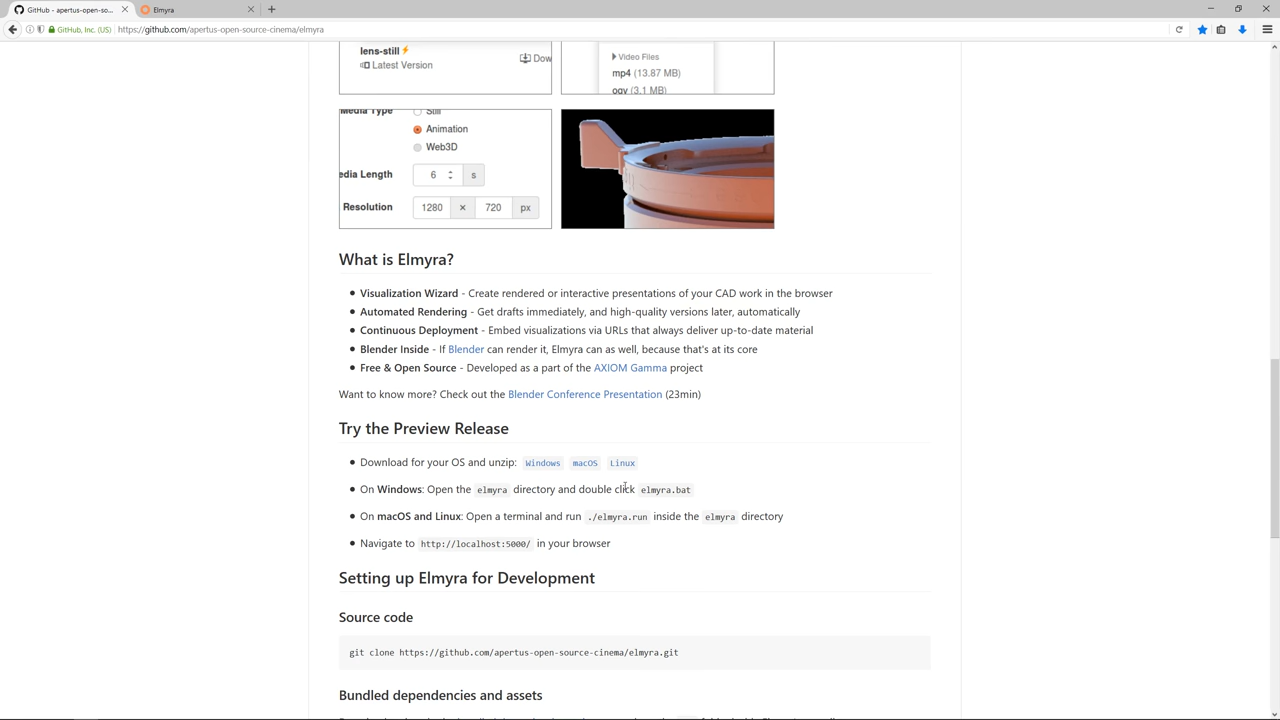 GitHub - apertus-open-so...
Elmyra
GitHub, Inc. (US)
https://github.com/apertus-open-source-cinema/elmyra
lens-still
Latest Version
Dow
Video Files
mp4 (13.87 MB)
ogv (3.1 MB)
Media Type
Still
Animation
Web3D
edia Length
6
s
Resolution
1280 × 720 px
What is Elmyra?
Visualization Wizard - Create rendered or interactive presentations of your CAD work in the browser
Automated Rendering - Get drafts immediately, and high-quality versions later, automatically
Continuous Deployment - Embed visualizations via URLs that always deliver up-to-date material
Blender Inside - If Blender can render it, Elmyra can as well, because that's at its core
Free & Open Source - Developed as a part of the AXIOM Gamma project
Want to know more? Check out the Blender Conference Presentation (23min)
Try the Preview Release
Download for your OS and unzip: Windows macOS Linux
On Windows: Open the elmyra directory and double click elmyra.bat
On macOS and Linux: Open a terminal and run ./elmyra.run inside the elmyra directory
Navigate to http://localhost:5000/ in your browser
Setting up Elmyra for Development
Source code
git clone https://github.com/apertus-open-source-cinema/elmyra.git
Bundled dependencies and assets